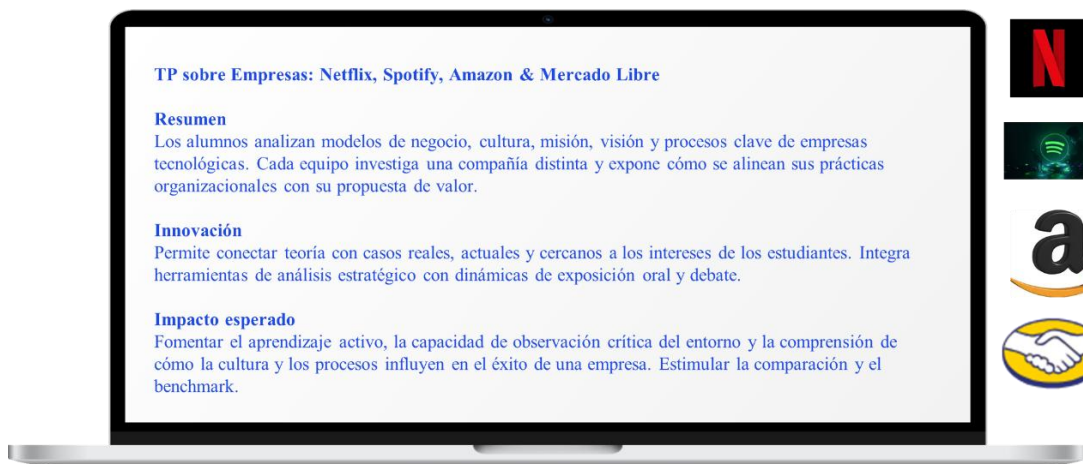 TP sobre Empresas: Netflix, Spotify, Amazon & Mercado Libre
Resumen
Los alumnos analizan modelos de negocio, cultura, misión, visión y procesos clave de empresas
tecnológicas. Cada equipo investiga una compañía distinta y expone cómo se alinean sus prácticas
organizacionales con su propuesta de valor.
Innovación
Permite conectar teoría con casos reales, actuales y cercanos a los intereses de los estudiantes. Integra
herramientas de análisis estratégico con dinámicas de exposición oral y debate.
Impacto esperado
Fomentar el aprendizaje activo, la capacidad de observación crítica del entorno y la comprensión de
cómo la cultura y los procesos influyen en el éxito de una empresa. Estimular la comparación y el
benchmark.
N
a